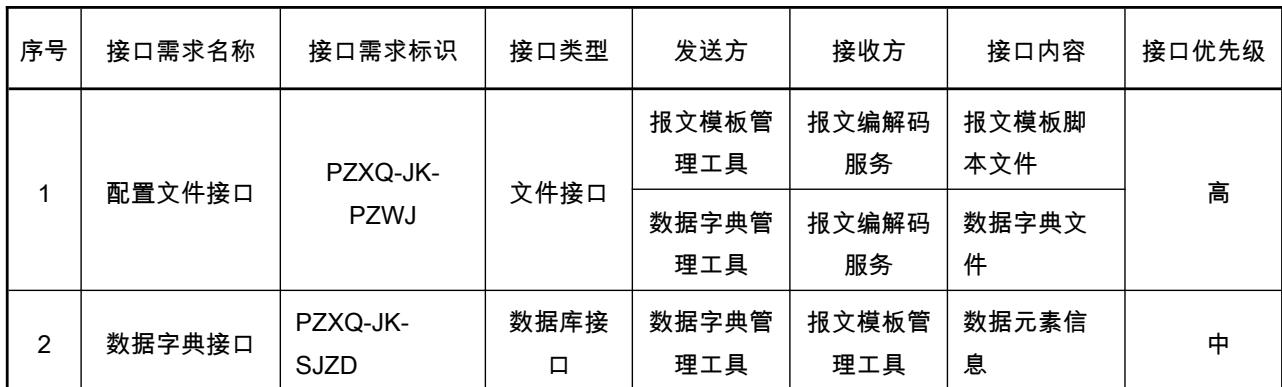 序号 接口需求名称 接口需求标识 接口类型 发送方 接收方 接口内容 接口优先级
1 配置文件接口 PZXQ-JK-PZWJ 文件接口 报文模板管理工具 报文编解码服务 报文模板脚本文件 高
数据字典管理工具 报文编解码服务 数据字典文件
2 数据字典接口 PZXQ-JK-SJZD 数据库接口 数据字典管理工具 报文模板管理工具 数据元素信息 中